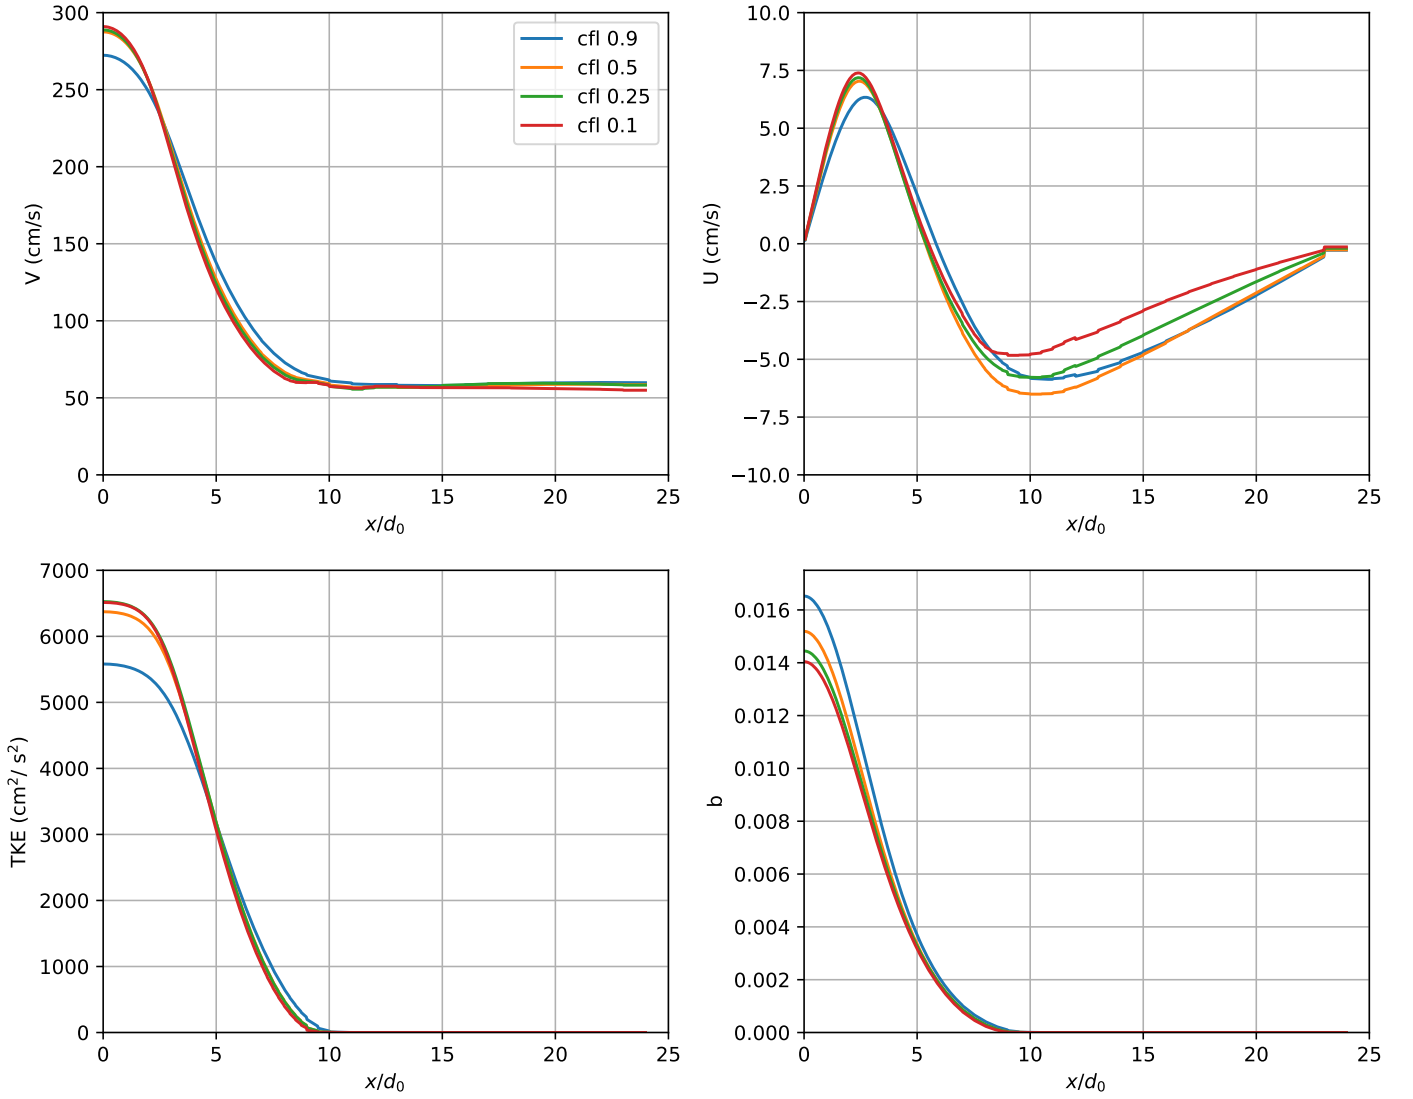 300
250
200
150
100
50
0
V (cm/s)
0 5 10 15 20 25
x/d0
cfl 0.9
cfl 0.5
cfl 0.25
cfl 0.1
10.0
7.5
5.0
2.5
0.0
−2.5
−5.0
−7.5
−10.0
U (cm/s)
0 5 10 15 20 25
x/d0
7000
6000
5000
4000
3000
2000
1000
0
TKE (cm2/ s2)
0 5 10 15 20 25
x/d0
0.016
0.014
0.012
0.010
0.008
0.006
0.004
0.002
0.000
b
0 5 10 15 20 25
x/d0